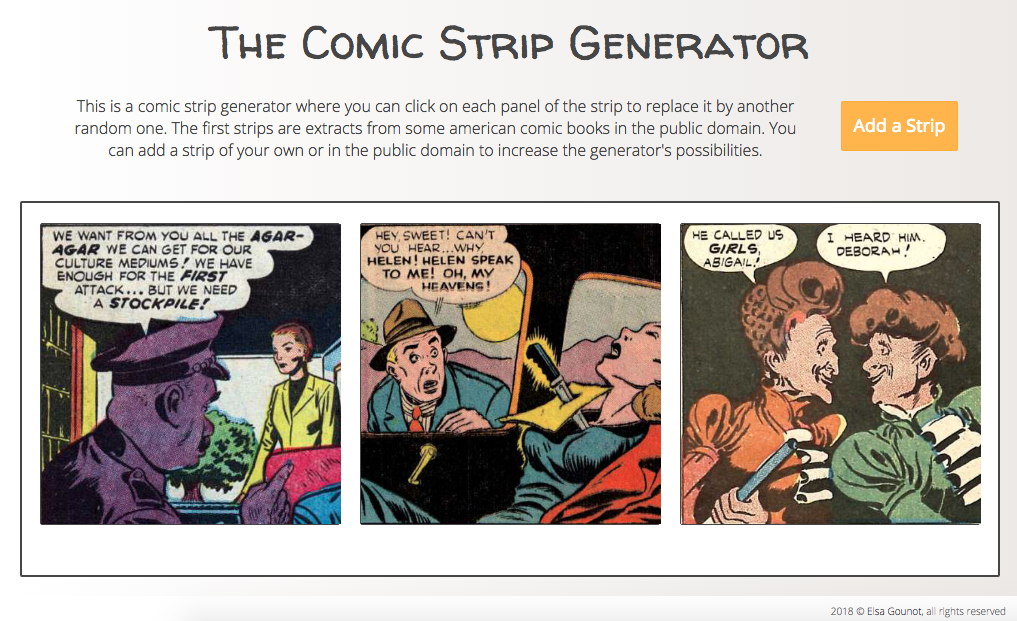 The Comic Strip Generator
This is a comic strip generator where you can click on each panel of the strip to replace it by another
random one. The first strips are extracts from some american comic books in the public domain. You
can add a strip of your own or in the public domain to increase the generator's possibilities.
Add a Strip
WE WANT FROM YOU ALL THE AGAR-
AGAR WE CAN GET FOR OUR
CULTURE MEDIUMS! WE HAVE
ENOUGH FOR THE FIRST
ATTACK... BUT WE NEED
A STOCKPILE!
HEY, SWEET! CAN'T
YOU HEAR...WHY,
HELEN! HELEN SPEAK
TO ME! OH, MY
HEAVENS!
HE CALLED US
GIRLS,
ABIGAIL!
I HEARD HIM.
DEBORAH!
2018 © Elsa Gounot, all rights reserved